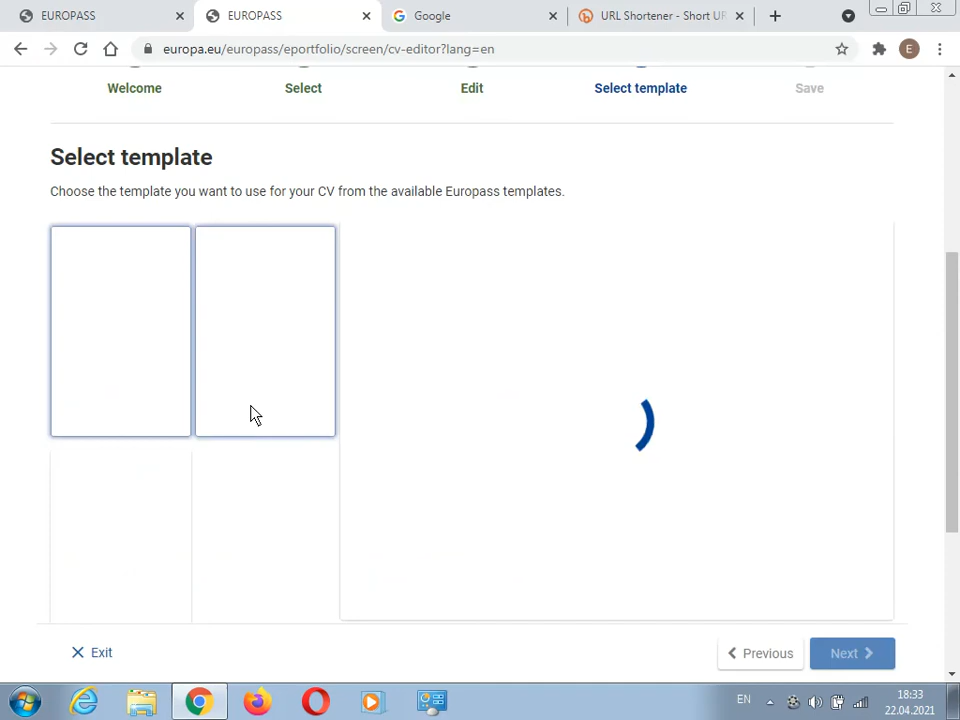 EUROPASS
EUROPASS
Google
URL Shortener - Short UR
europa.eu/europass/eportfolio/screen/cv-editor?lang=en
E
Welcome
Select
Edit
Select template
Save
Select template
Choose the template you want to use for your CV from the available Europass templates.
Exit
Previous
Next
EN
18:33
22.04.2021